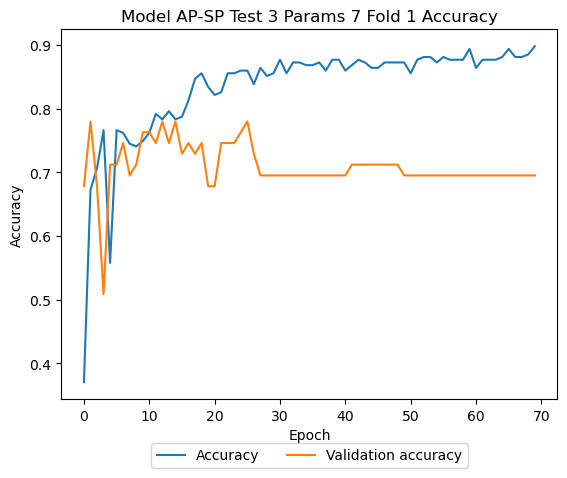 Model AP-SP Test 3 Params 7 Fold 1 Accuracy
0.9
0.8
0.7
0.6
0.5
0.4
Accuracy
0 10 20 30 40 50 60 70
Epoch
Accuracy Validation accuracy